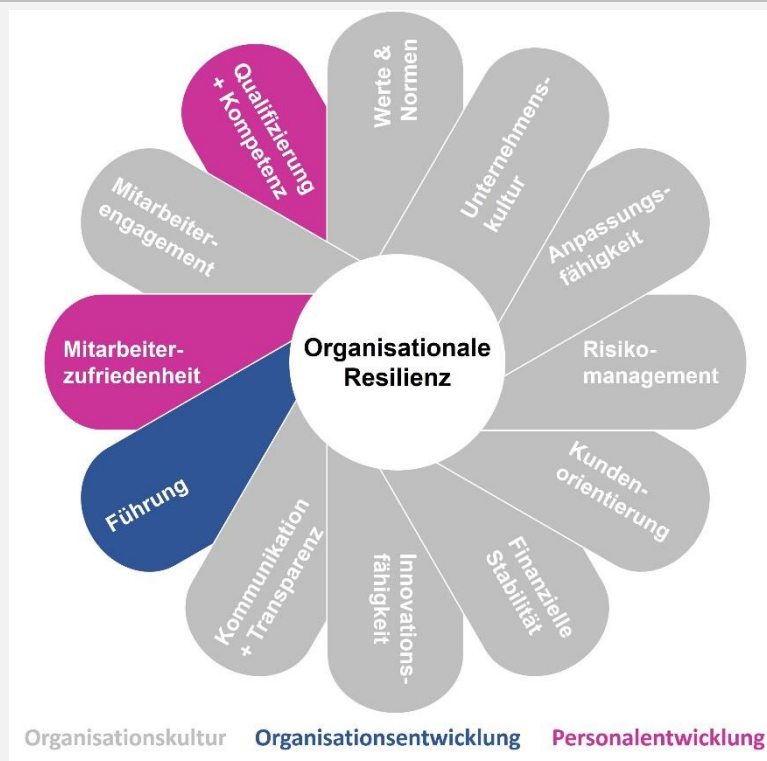 Werte &
Normen
Unternehmens-
kultur
Anpassungs-
fähigkeit
Risiko-
management
Kunden-
orientierung
Finanzielle
Stabilität
Innovations-
fähigkeit
Kommunikation
+ Transparenz
Führung
Mitarbeiter-
zufriedenheit
Mitarbeiter-
engagement
Qualifizierung
+ Kompetenz
Organisationale
Resilienz
Organisationskultur Organisationsentwicklung Personalentwicklung